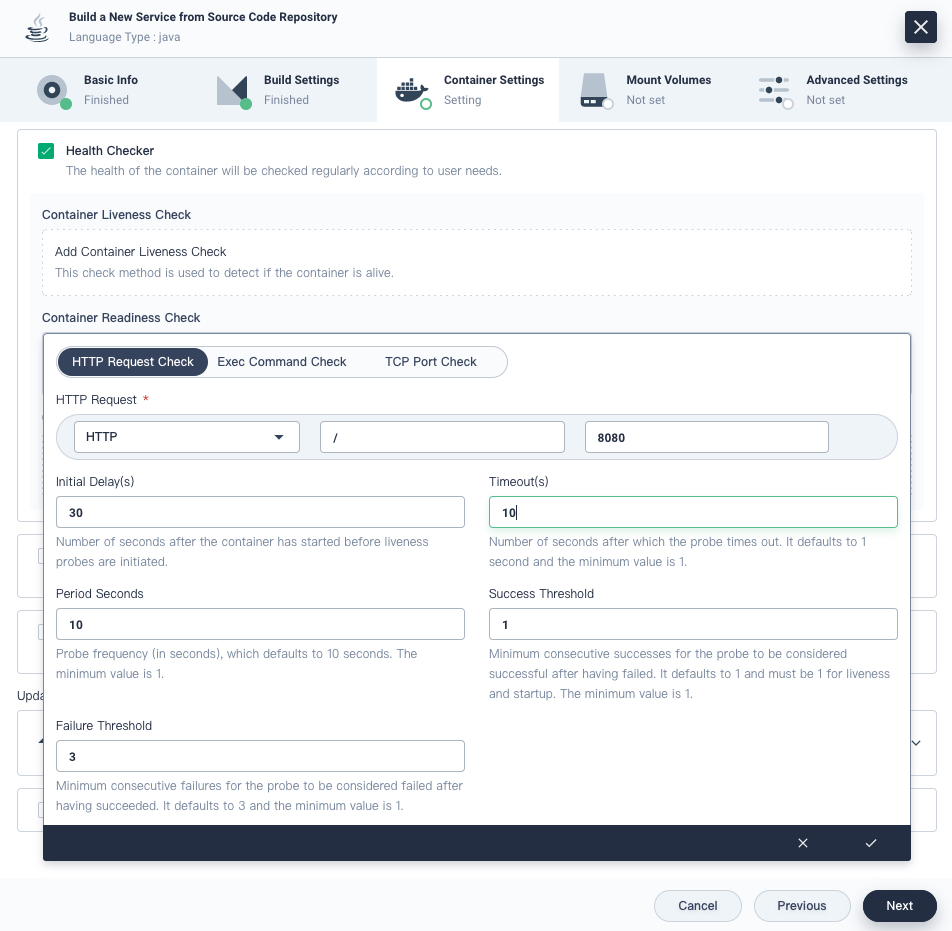 Build a New Service from Source Code Repository
Language Type : java
Basic Info
Finished
Build Settings
Finished
Container Settings
Setting
Mount Volumes
Not set
Advanced Settings
Not set
Health Checker
The health of the container will be checked regularly according to user needs.
Container Liveness Check
Add Container Liveness Check
This check method is used to detect if the container is alive.
Container Readiness Check
HTTP Request Check
Exec Command Check
TCP Port Check
HTTP Request *
HTTP
/
8080
Initial Delay(s)
30
Number of seconds after the container has started before liveness
probes are initiated.
Timeout(s)
10
Number of seconds after which the probe times out. It defaults to 1
second and the minimum value is 1.
Period Seconds
10
Probe frequency (in seconds), which defaults to 10 seconds. The
minimum value is 1.
Success Threshold
1
Minimum consecutive successes for the probe to be considered
successful after having failed. It defaults to 1 and must be 1 for liveness
and startup. The minimum value is 1.
Failure Threshold
3
Minimum consecutive failures for the probe to be considered failed after
having succeeded. It defaults to 3 and the minimum value is 1.
Cancel
Previous
Next